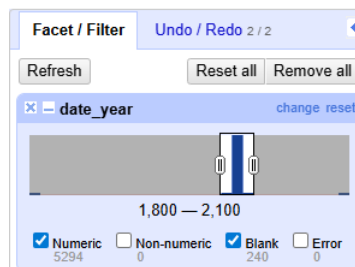 Facet / Filter Undo / Redo 2 / 2
Refresh Reset all Remove all
date_year change reset
1,800 — 2,100
Numeric Non-numeric Blank Error
5294 0 240 0